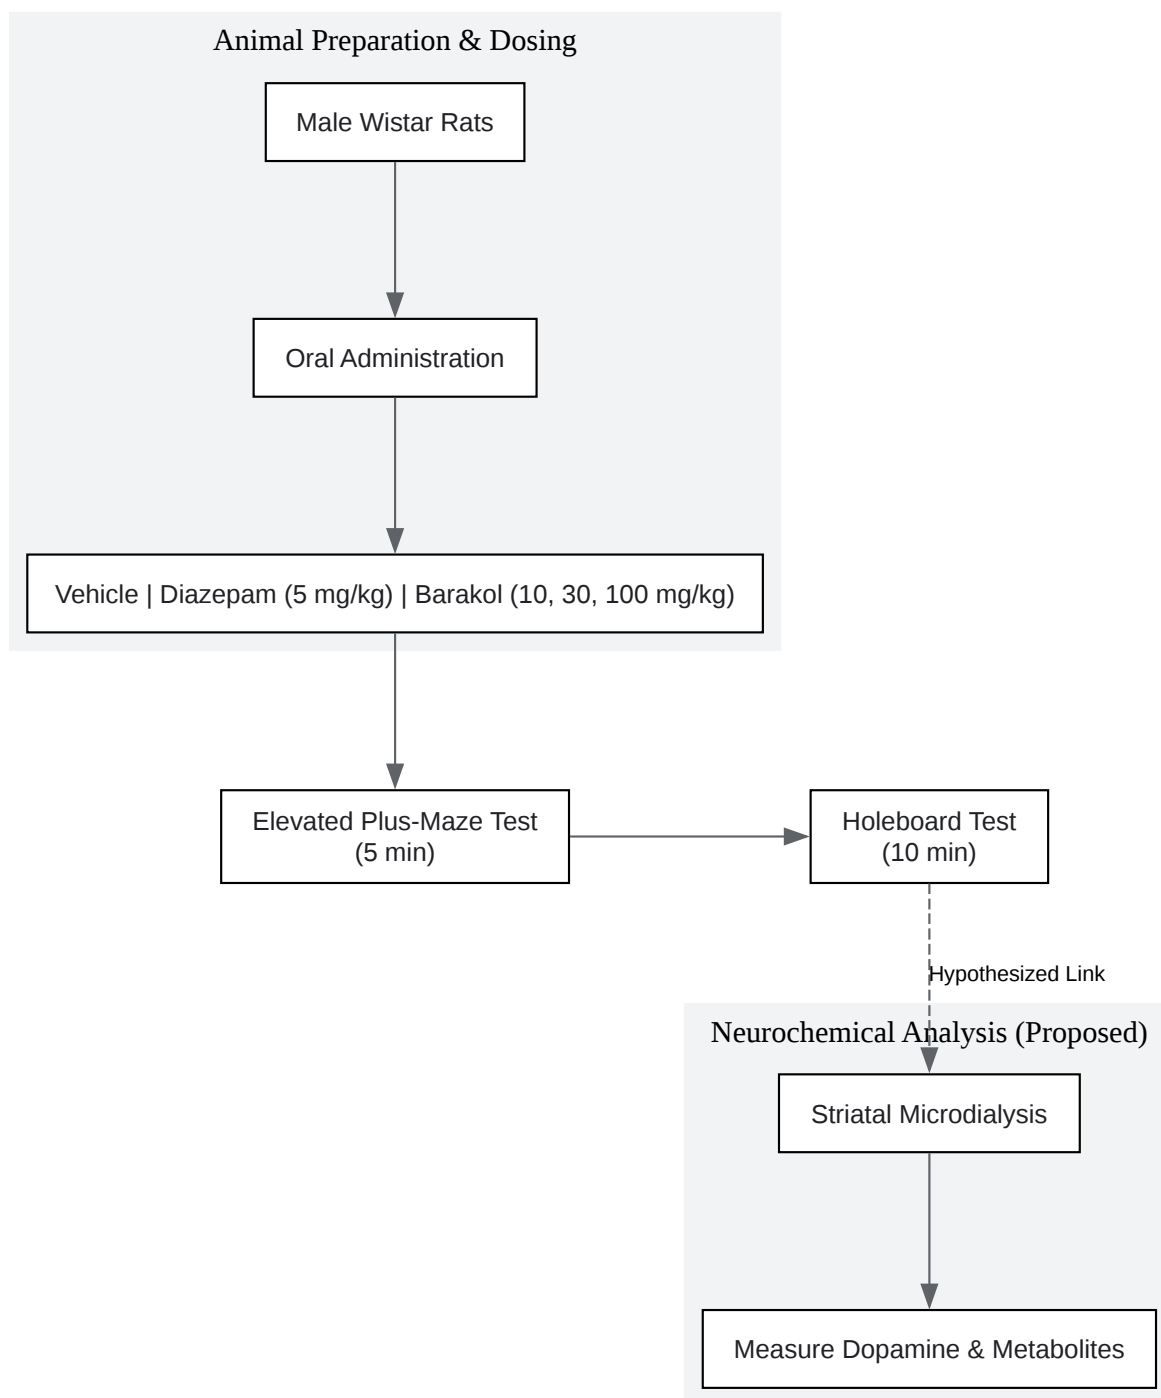 Animal Preparation & Dosing
Male Wistar Rats
Oral Administration
Vehicle | Diazepam (5 mg/kg) | Barakol (10, 30, 100 mg/kg)
Elevated Plus-Maze Test
(5 min)
Holeboard Test
(10 min)
Hypothesized Link
Neurochemical Analysis (Proposed)
Striatal Microdialysis
Measure Dopamine & Metabolites